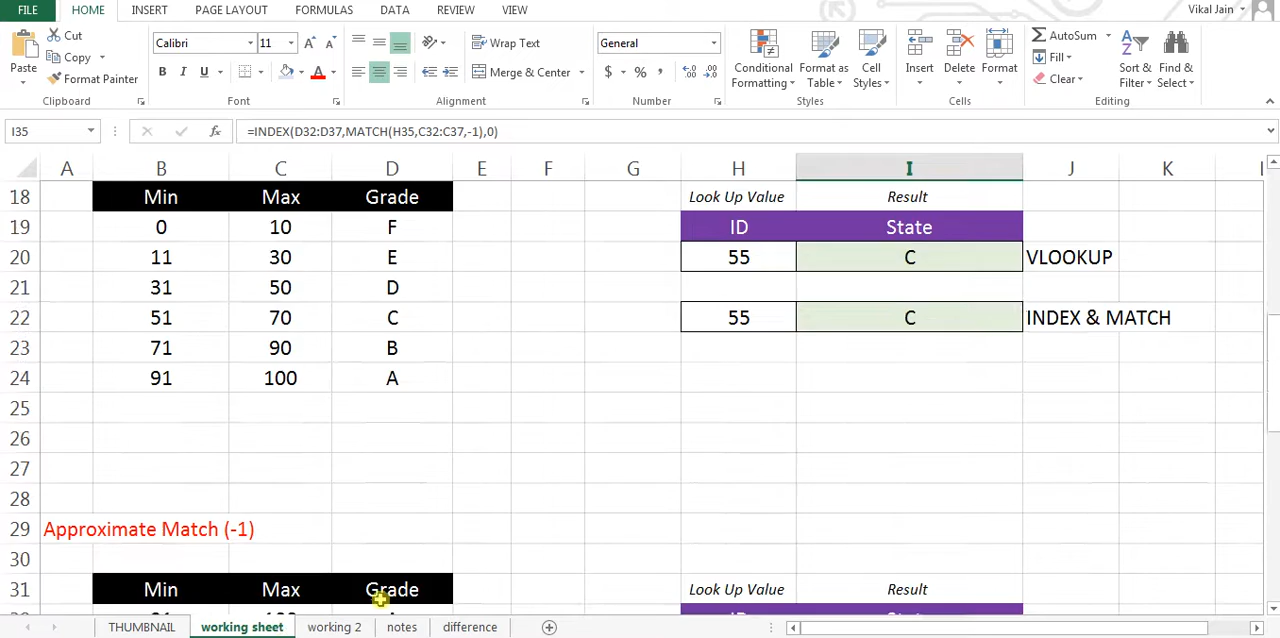 FILE HOME INSERT PAGE LAYOUT FORMULAS DATA REVIEW VIEW Vikal Jain
Cut
Copy
Format Painter
Paste
Clipboard
Calibri 11 A A
B I U A
Font
Wrap Text
Merge & Center
Alignment
General
$ % , .00 .0
Number
Conditional Formatting
Format as Table
Cell Styles
Styles
Insert Delete Format
Cells
AutoSum
Fill
Clear
Sort & Filter
Find & Select
Editing
I35 fx =INDEX(D32:D37,MATCH(H35,C32:C37,-1),0)
A B C D E F G H I J K
18 Min Max Grade Look Up Value Result
19 0 10 F ID State
20 11 30 E 55 C VLOOKUP
21 31 50 D
22 51 70 C 55 C INDEX & MATCH
23 71 90 B
24 91 100 A
25
26
27
28
29 Approximate Match (-1)
30
31 Min Max Grade Look Up Value Result
THUMBNAIL working sheet working 2 notes difference